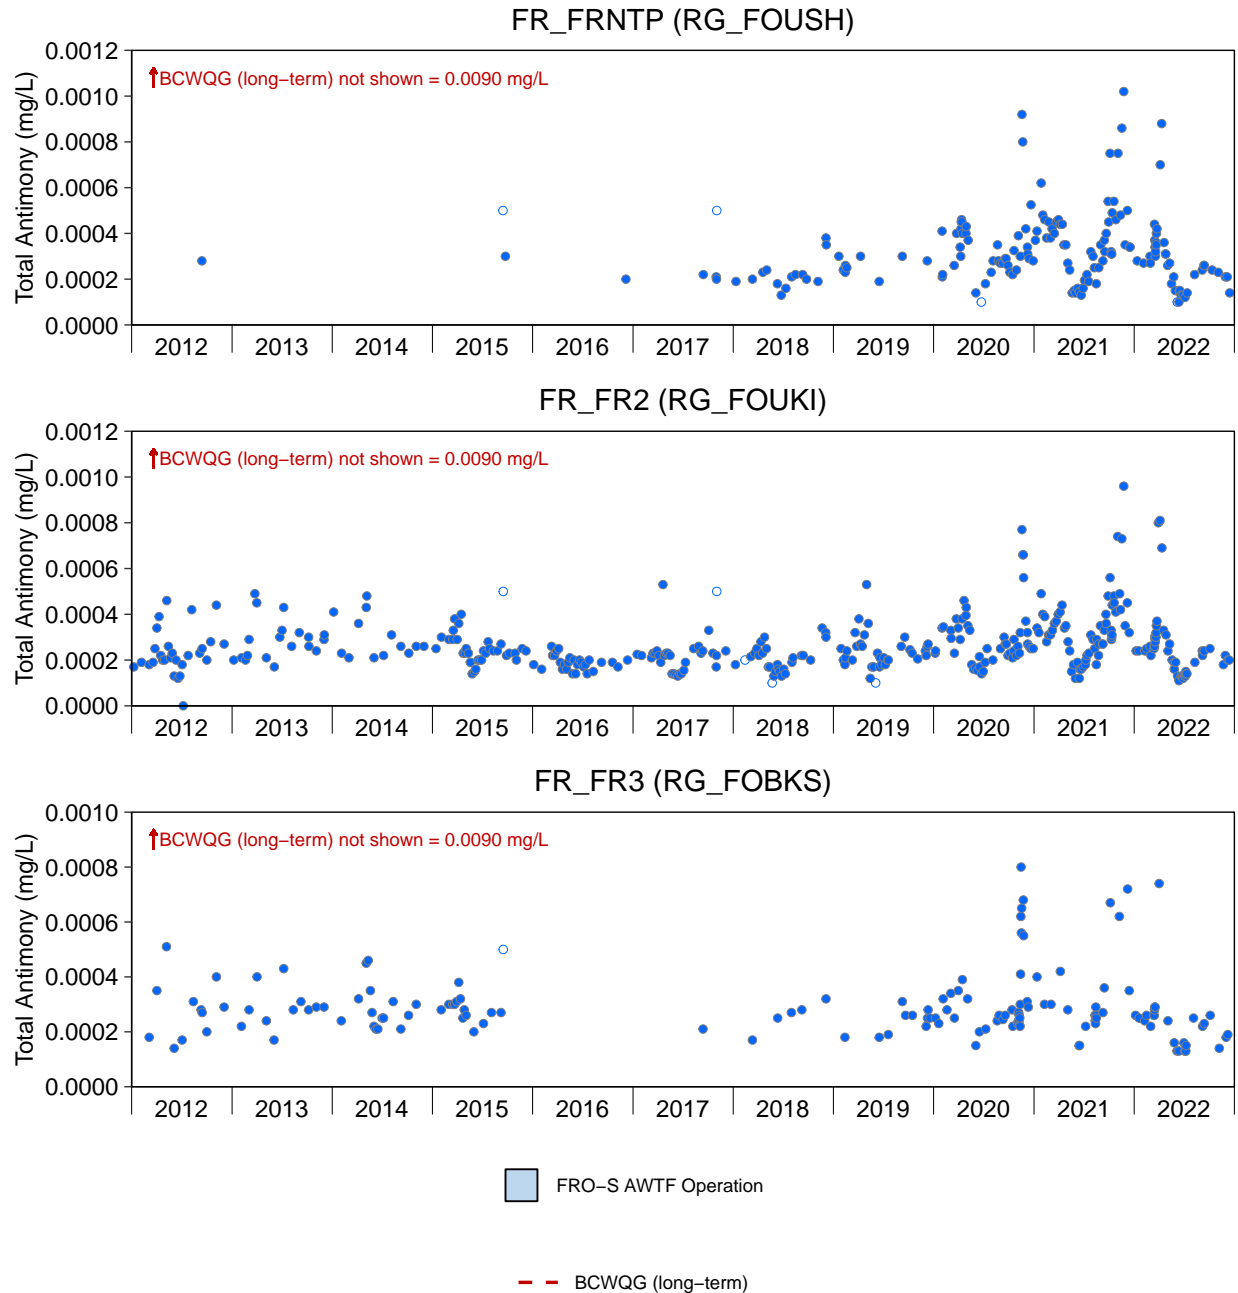 FR_FRNTP (RG_FOUSH)
Total Antimony (mg/L)
0.0012
0.0010
0.0008
0.0006
0.0004
0.0002
0.0000
BCWQG (long−term) not shown = 0.0090 mg/L
2012 2013 2014 2015 2016 2017 2018 2019 2020 2021 2022
FR_FR2 (RG_FOUKI)
Total Antimony (mg/L)
0.0012
0.0010
0.0008
0.0006
0.0004
0.0002
0.0000
BCWQG (long−term) not shown = 0.0090 mg/L
2012 2013 2014 2015 2016 2017 2018 2019 2020 2021 2022
FR_FR3 (RG_FOBKS)
Total Antimony (mg/L)
0.0010
0.0008
0.0006
0.0004
0.0002
0.0000
BCWQG (long−term) not shown = 0.0090 mg/L
2012 2013 2014 2015 2016 2017 2018 2019 2020 2021 2022
FRO−S AWTF Operation
BCWQG (long−term)